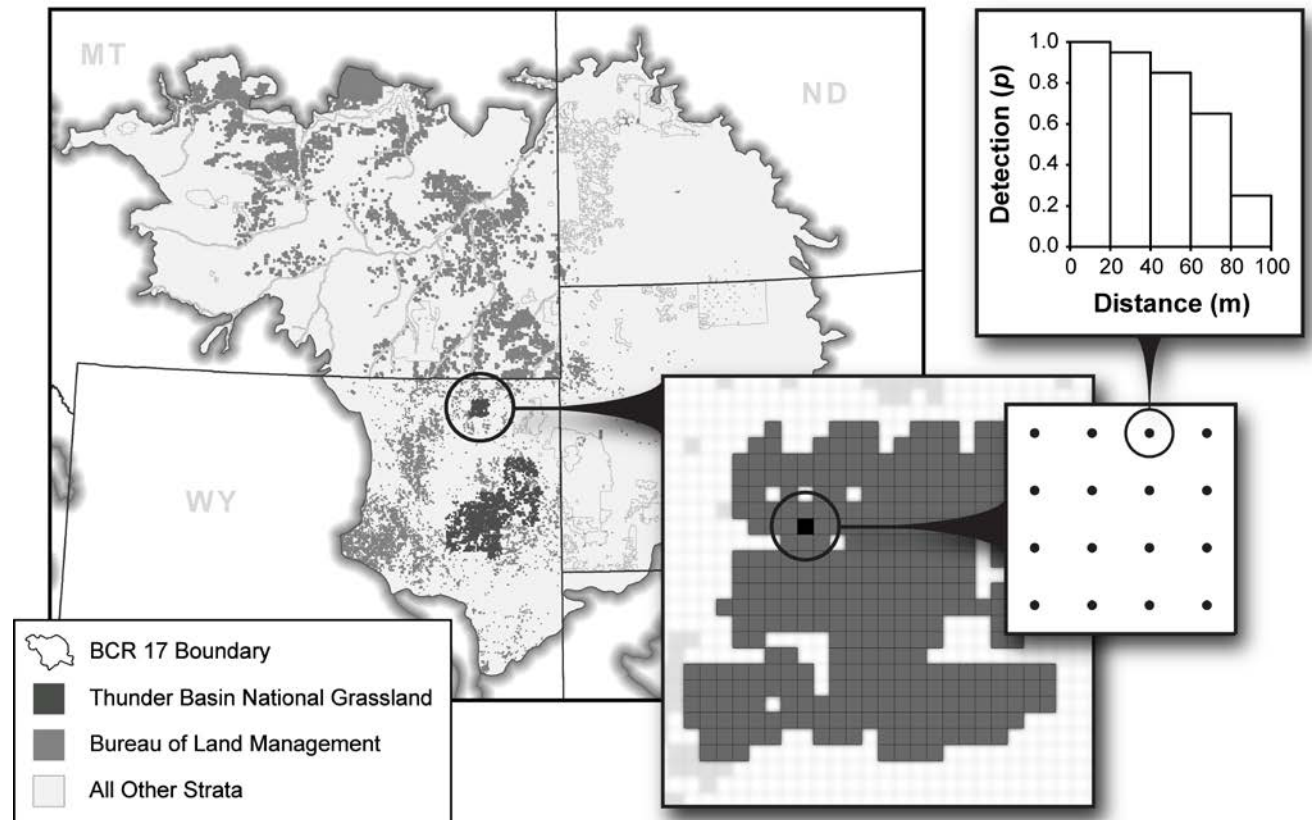 MT
ND
WY
BCR 17 Boundary
Thunder Basin National Grassland
Bureau of Land Management
All Other Strata
Detection (p)
1.0
0.8
0.6
0.4
0.2
0.0
0 20 40 60 80 100
Distance (m)